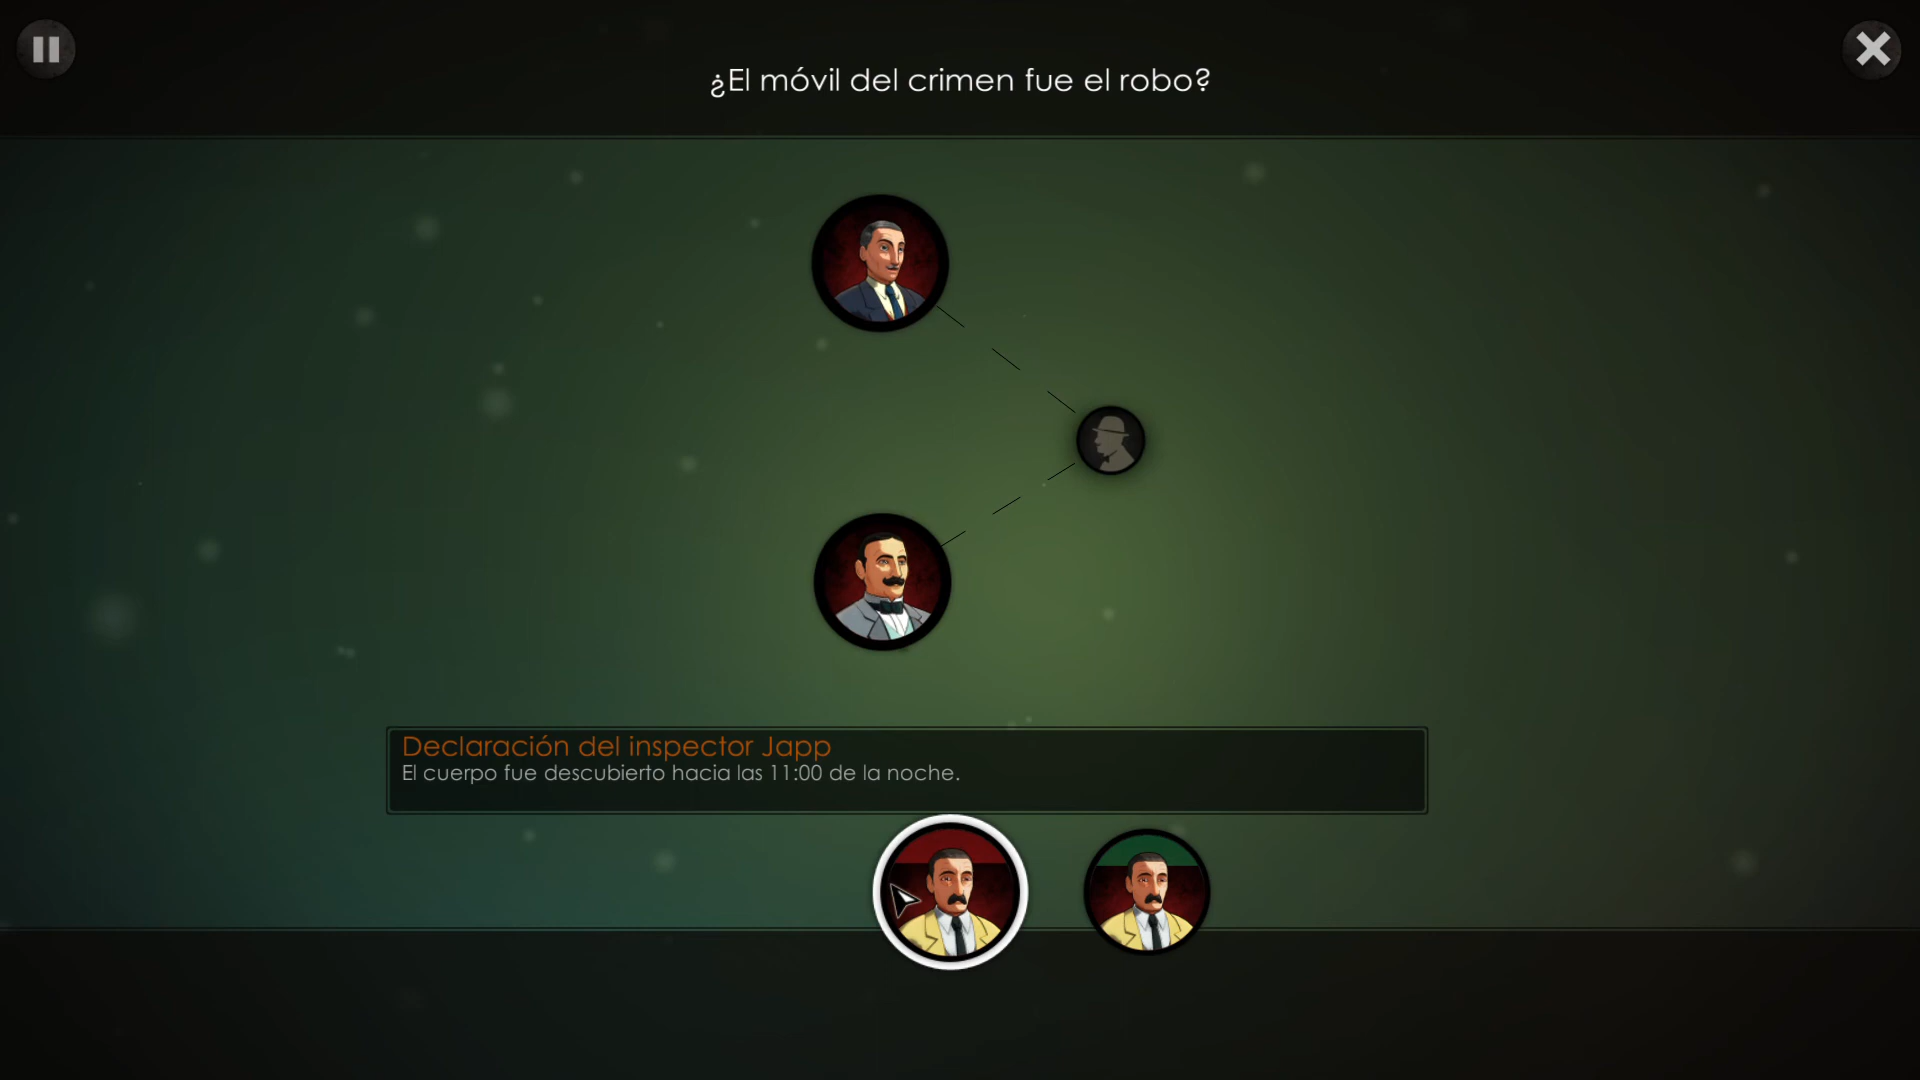 ¿El móvil del crimen fue el robo?
Declaración del inspector Japp
El cuerpo fue descubierto hacia las 11:00 de la noche.